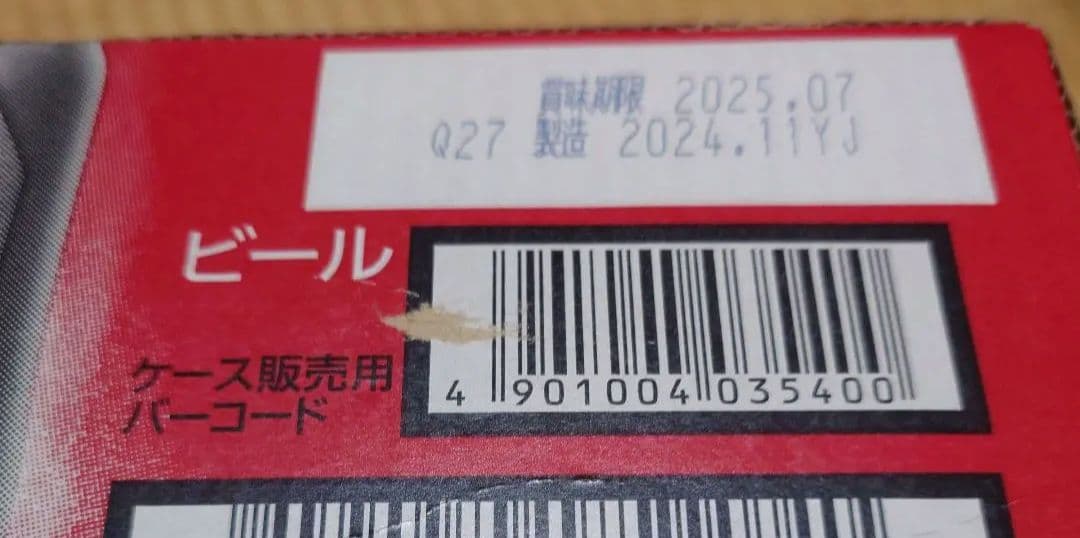 賞味期限 2025.07
Q27 製造 2024.11YJ
ビール
ケース販売用
バーコード
4 901004 035400